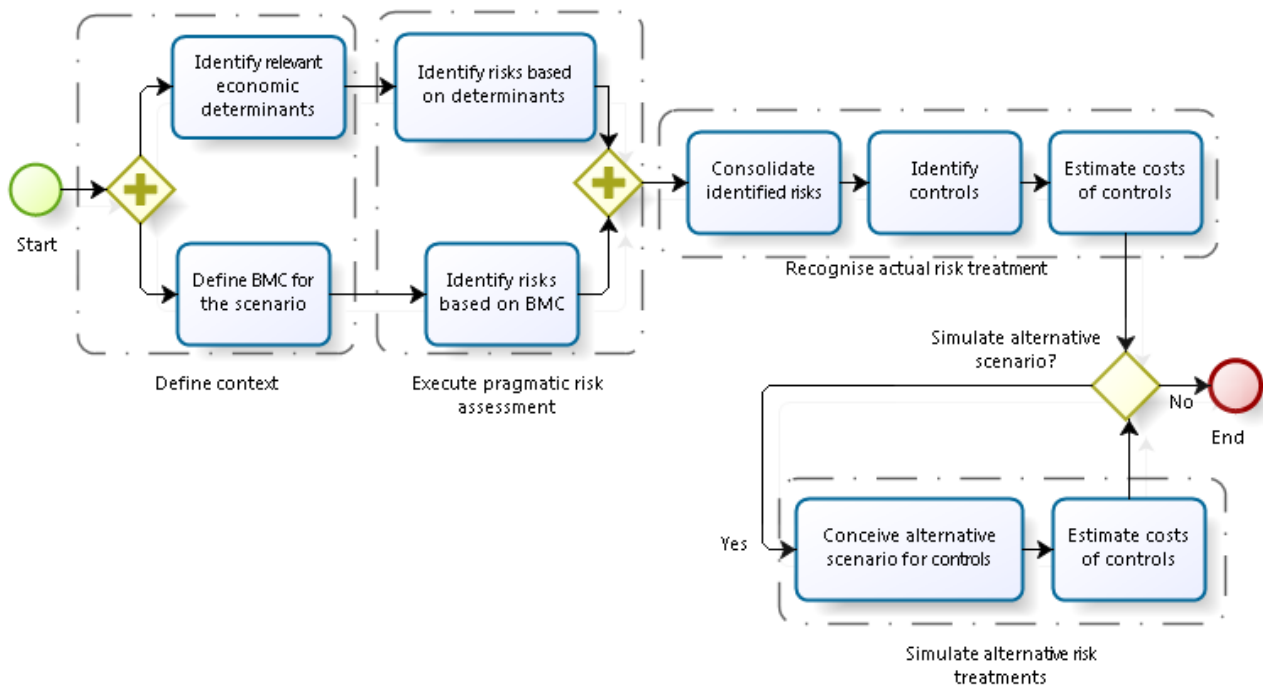 Start
Identify relevant
economic
determinants
Define BMC for
the scenario
Define context
Identify risks based
on determinants
Identify risks
based on BMC
Execute pragmatic risk
assessment
Consolidate
identified risks
Identify
controls
Estimate costs
of controls
Recognise actual risk treatment
Simulate alternative
scenario?
No
End
Yes
Conceive alternative
scenario for controls
Estimate costs
of controls
Simulate alternative risk
treatments